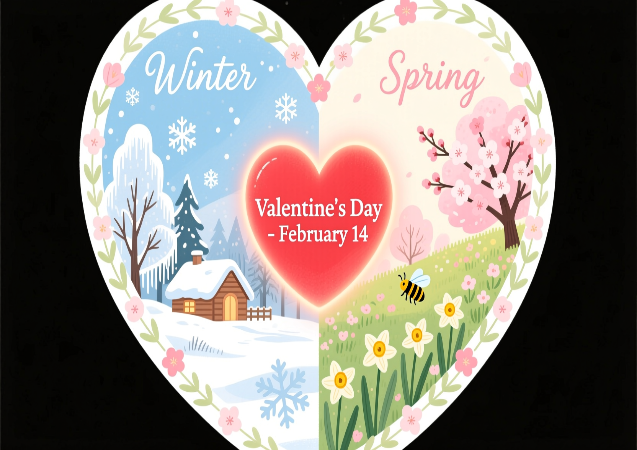 Winter
Spring
Valentine's Day
- February 14